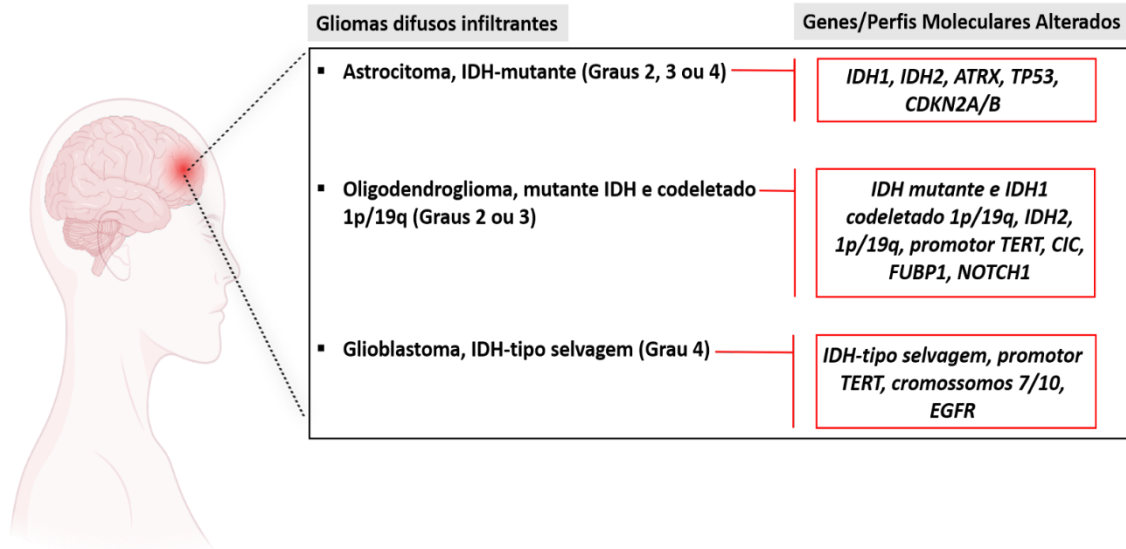 Gliomas difusos infiltrantes
Genes/Perfis Moleculares Alterados
▪ Astrocitoma, IDH-mutante (Graus 2, 3 ou 4)
IDH1, IDH2, ATRX, TP53,
CDKN2A/B
▪ Oligodendroglioma, mutante IDH e codeletado
1p/19q (Graus 2 ou 3)
IDH mutante e IDH1
codeletado 1p/19q, IDH2,
1p/19q, promotor TERT, CIC,
FUBP1, NOTCH1
▪ Glioblastoma, IDH-tipo selvagem (Grau 4)
IDH-tipo selvagem, promotor
TERT, cromossomos 7/10,
EGFR